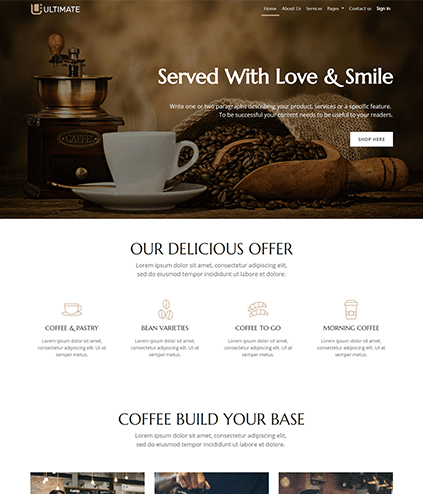 ULTIMATE
Home About Us Services Pages Contact us Sign in
Served With Love & Smile
Write one or two paragraphs describing your product, services or a specific feature.
To be successful your content needs to be useful to your readers.
SHOP HERE
CAFFE
OUR DELICIOUS OFFER
Lorem ipsum dolor sit amet, consectetur adipiscing elit,
sed do eiusmod tempor incididunt ut labore et dolore.
COFFEE & PASTRY
Lorem ipsum dolor sit amet,
consectetur adipiscing elit. Ut at
semper metus.
BEAN VARIETIES
Lorem ipsum dolor sit amet,
consectetur adipiscing elit. Ut at
semper metus.
COFFEE TO-GO
Lorem ipsum dolor sit amet,
consectetur adipiscing elit. Ut at
semper metus.
MORNING COFFEE
Lorem ipsum dolor sit amet,
consectetur adipiscing elit. Ut at
semper metus.
COFFEE BUILD YOUR BASE
Lorem ipsum dolor sit amet, consectetur adipiscing elit,
sed do eiusmod tempor incididunt ut labore et dolore.